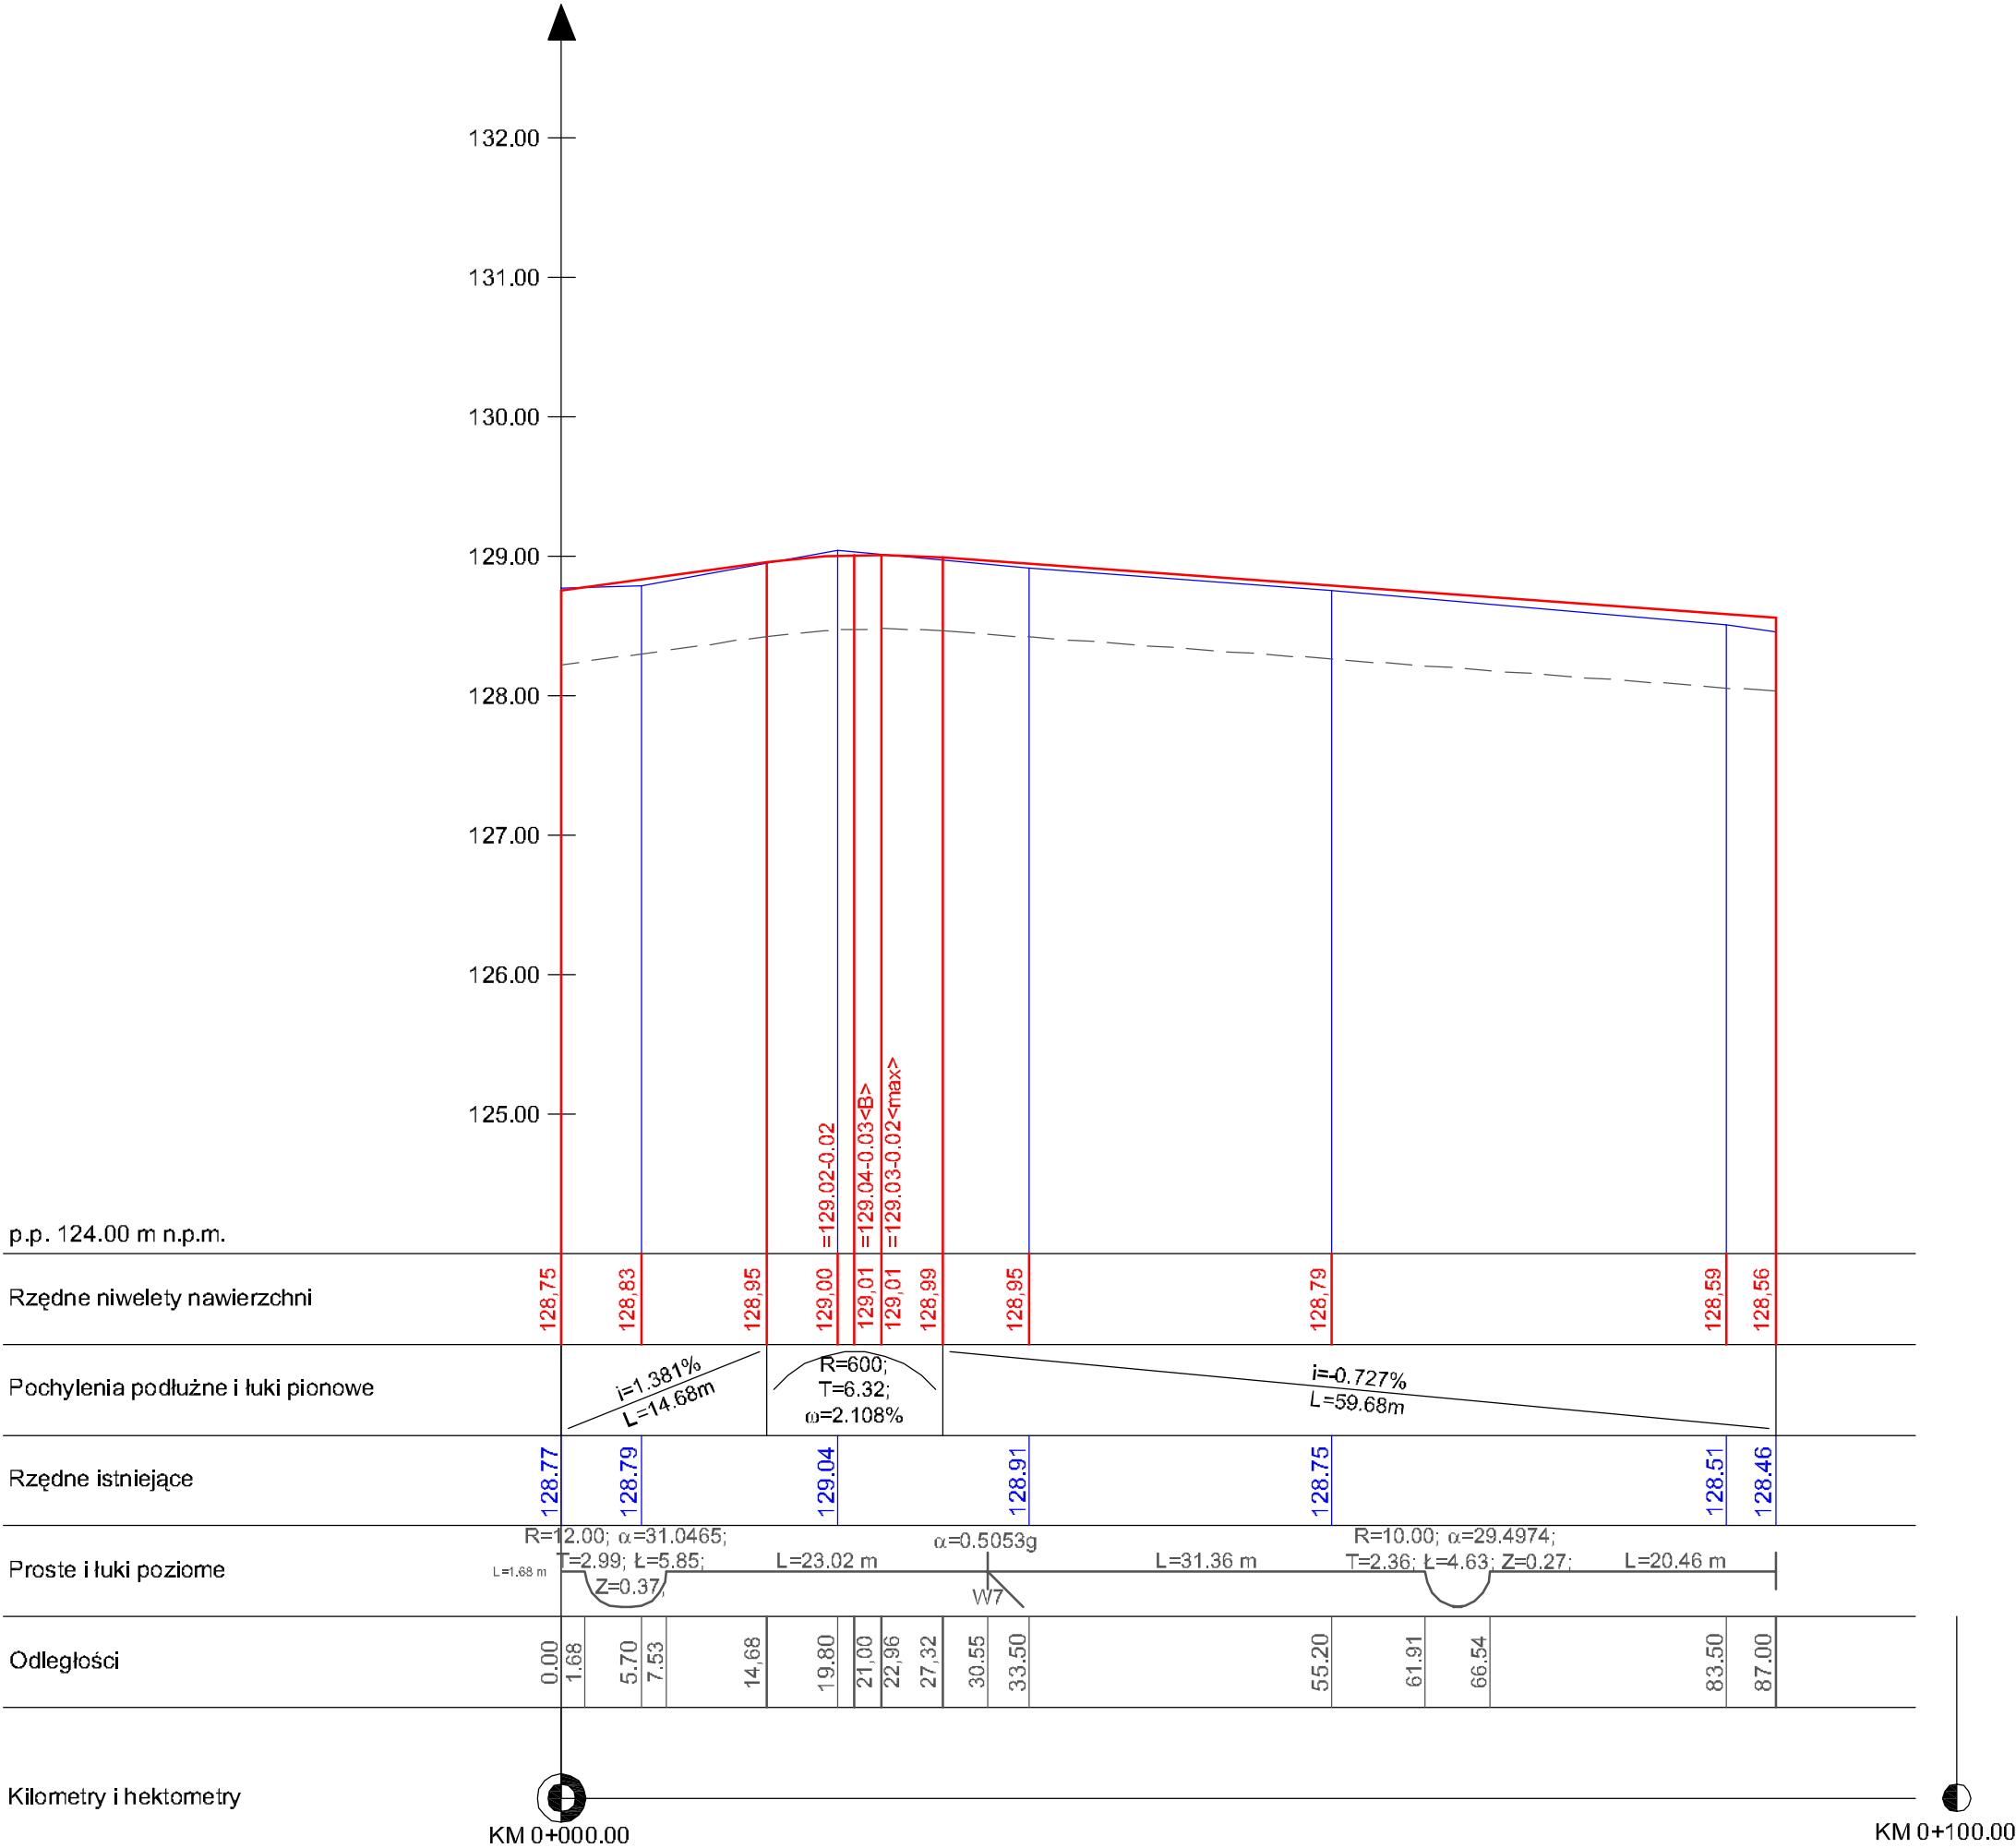 132.00
131.00
130.00
129.00
128.00
127.00
126.00
125.00
=129.02-0.02
=129.04-0.03<B>
=129.03-0.02<max>
p.p. 124.00 m n.p.m.
Rzędne niwelety nawierzchni
128,75
128,83
128,95
129,00
129,01
129,01
128,99
128,95
128,79
128,59
128,56
Pochylenia podłużne i łuki pionowe
i=1.381%
L=14.68m
R=600;
T=6.32;
ω=2.108%
i=-0.727%
L=59.68m
Rzędne istniejące
128.77
128.79
129.04
128.91
128.75
128.51
128.46
Proste i łuki poziome
L=1.68 m
R=12.00; α=31.0465;
T=2.99; Ł=5.85;
Z=0.37;
L=23.02 m
α=0.5053g
W7
L=31.36 m
R=10.00; α=29.4974;
T=2.36; Ł=4.63; Z=0.27;
L=20.46 m
Odległości
0.00
1.68
5.70
7.53
14,68
19.80
21,00
22,96
27,32
30.55
33.50
55.20
61.91
66.54
83.50
87.00
Kilometry i hektometry
KM 0+000.00
KM 0+100.00